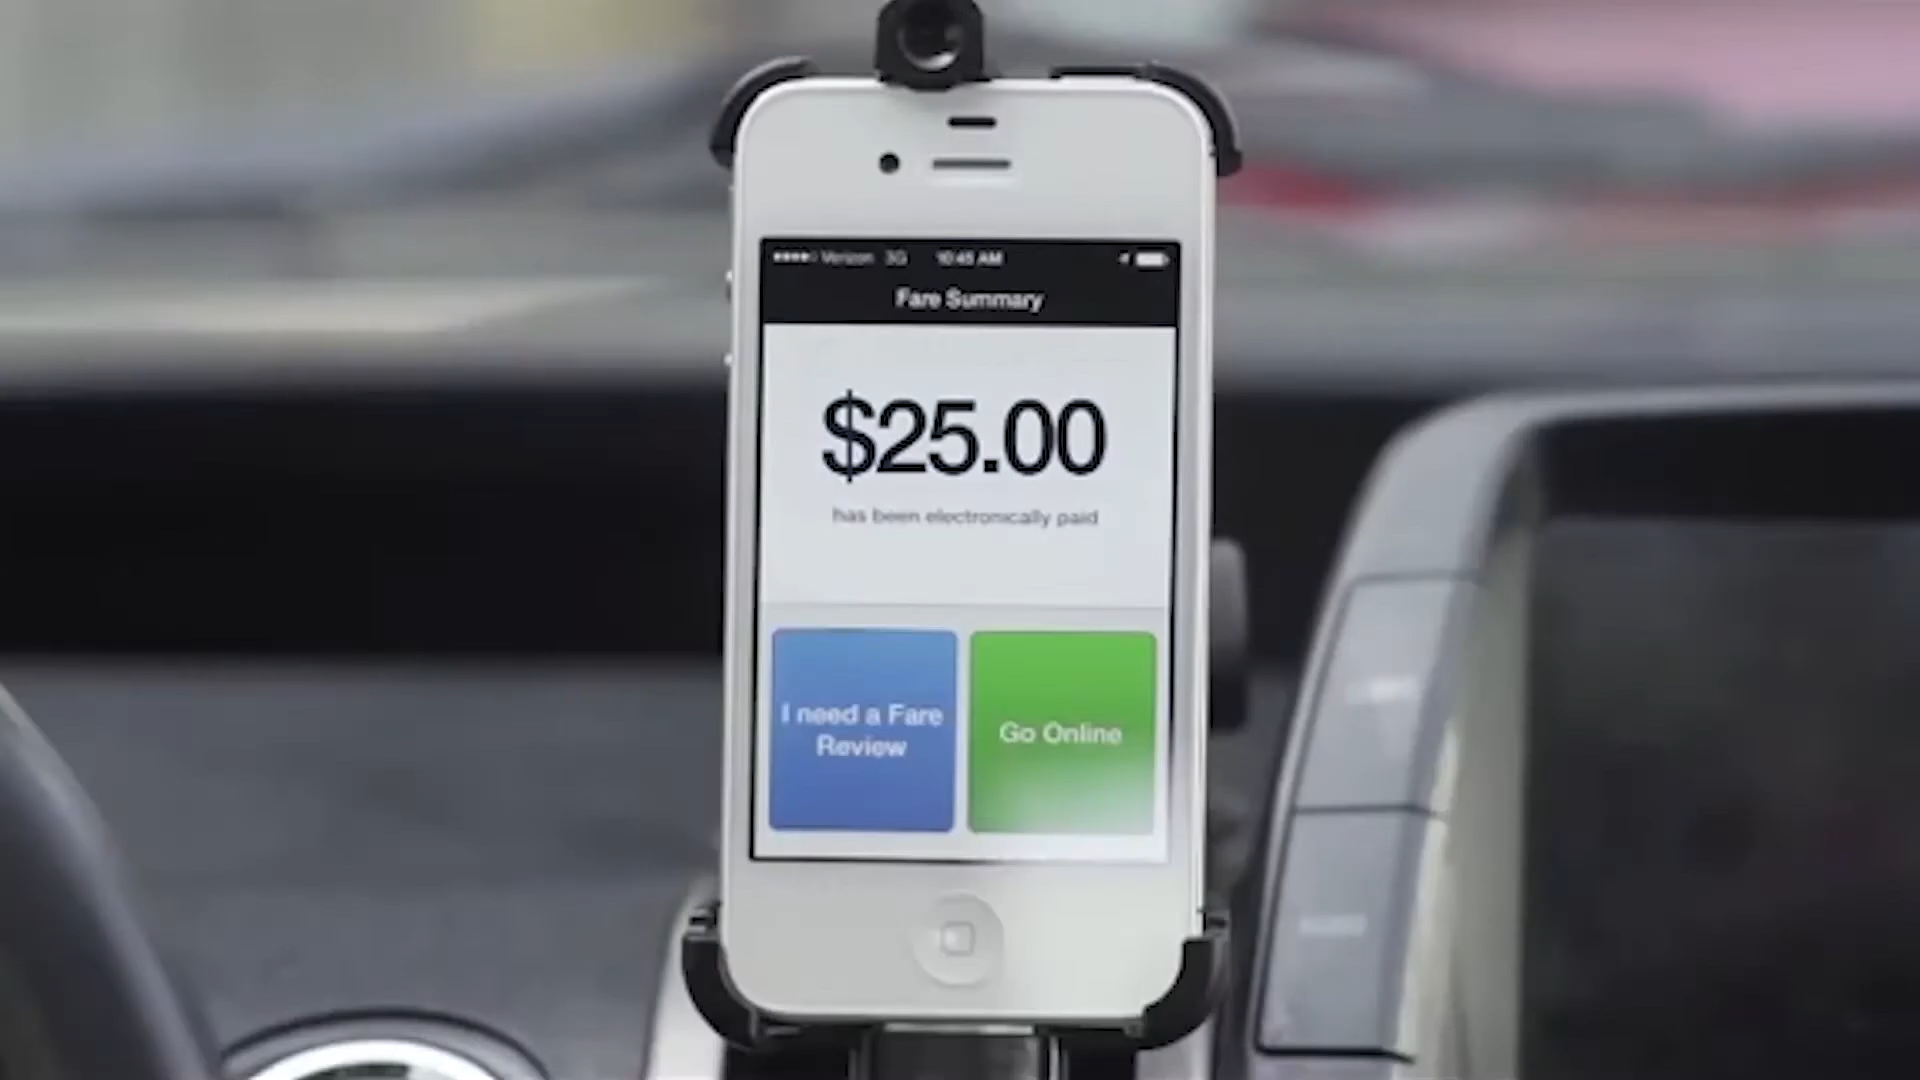 Verizon 3G 10:45 AM
Fare Summary
$25.00
has been electronically paid
I need a Fare
Review
Go Online